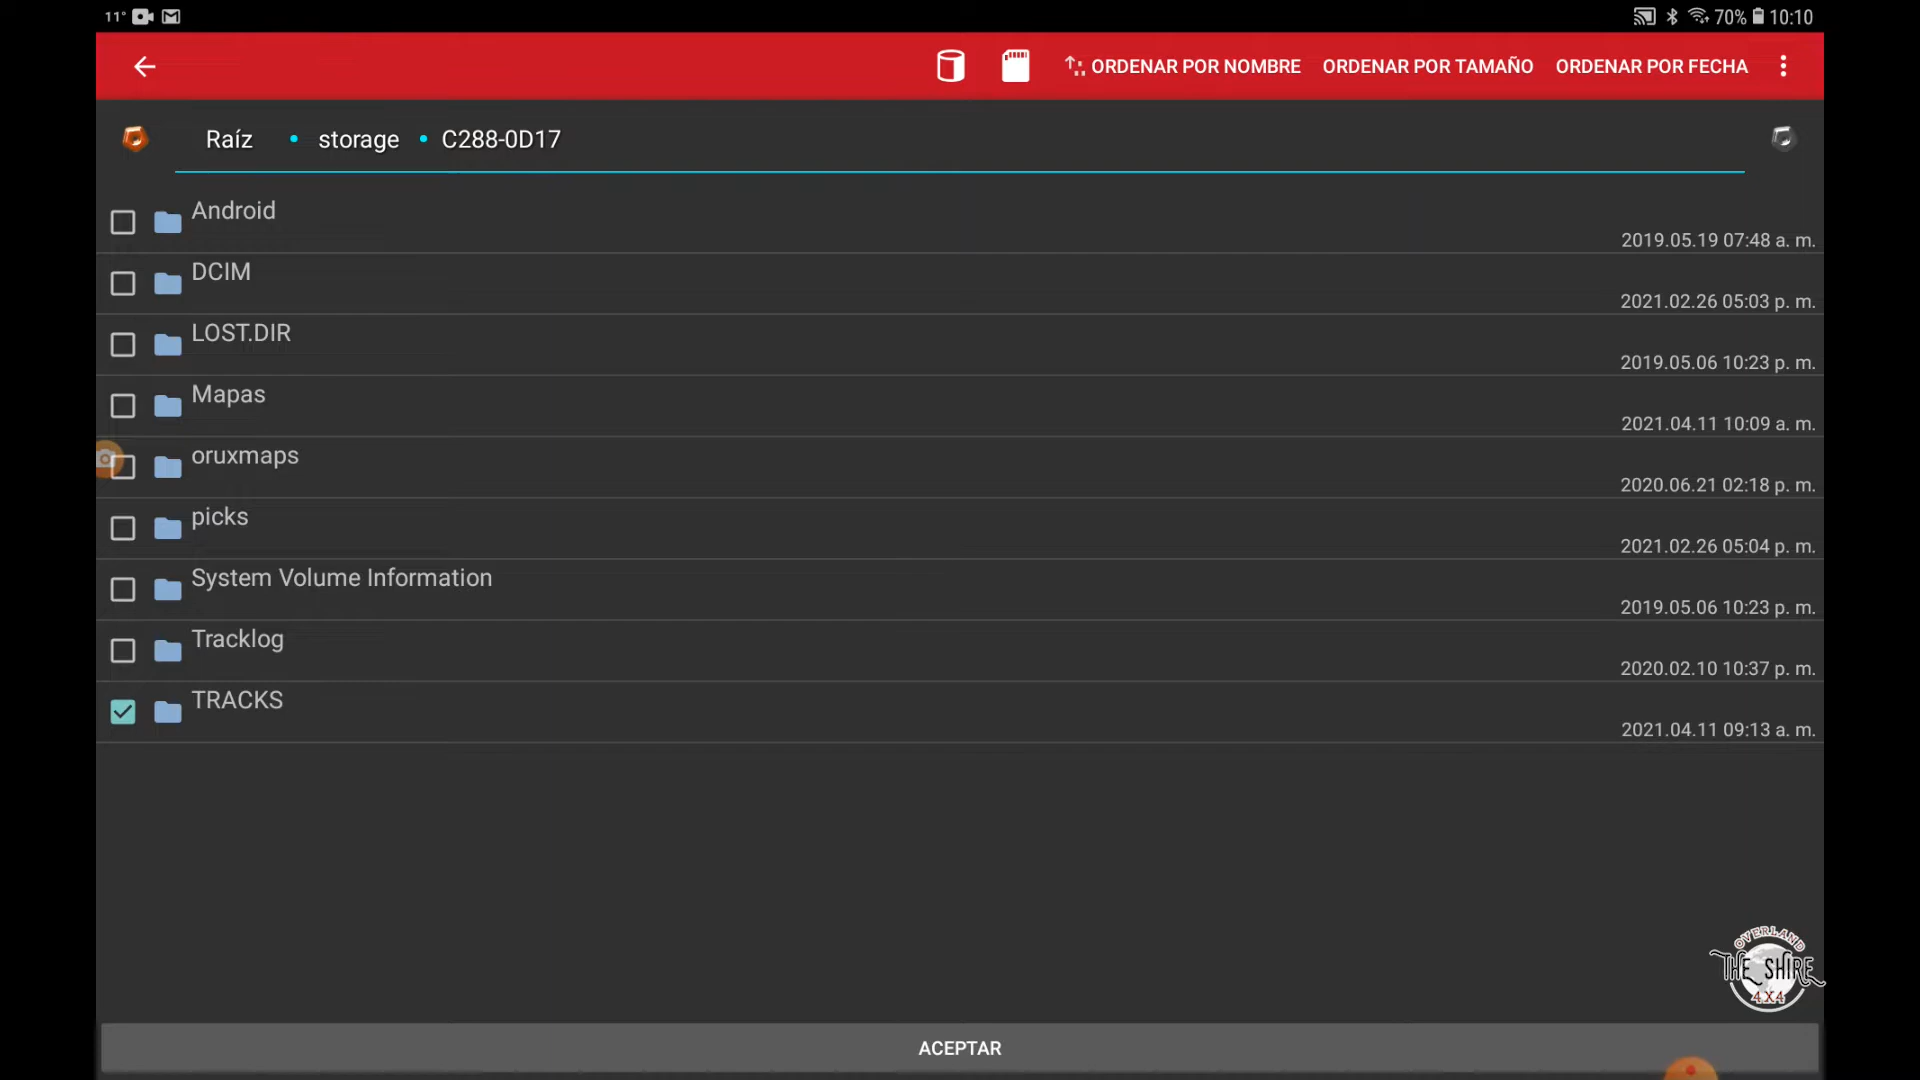 11° 70% 10:10
ORDENAR POR NOMBRE ORDENAR POR TAMAÑO ORDENAR POR FECHA
Raíz • storage • C288-0D17
Android
2019.05.19 07:48 a. m.
DCIM
2021.02.26 05:03 p. m.
LOST.DIR
2019.05.06 10:23 p. m.
Mapas
2021.04.11 10:09 a. m.
oruxmaps
2020.06.21 02:18 p. m.
picks
2021.02.26 05:04 p. m.
System Volume Information
2019.05.06 10:23 p. m.
Tracklog
2020.02.10 10:37 p. m.
TRACKS
2021.04.11 09:13 a. m.
OVERLAND
THE SHIRE
4X4
ACEPTAR